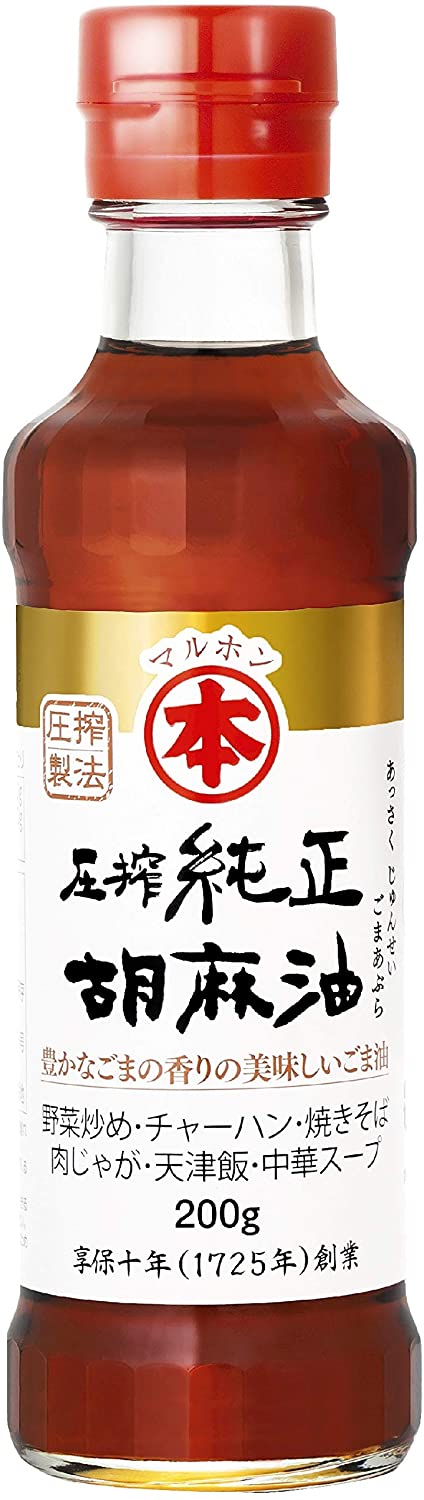 マルホン
本
圧搾
製法
圧搾純正
胡麻油
あっさく じゅんせい
ごまあぶら
豊かなごまの香りの美味しいごま油
野菜炒め・チャーハン・焼きそば
肉じゃが・天津飯・中華スープ
200g
享保十年(1725年)創業